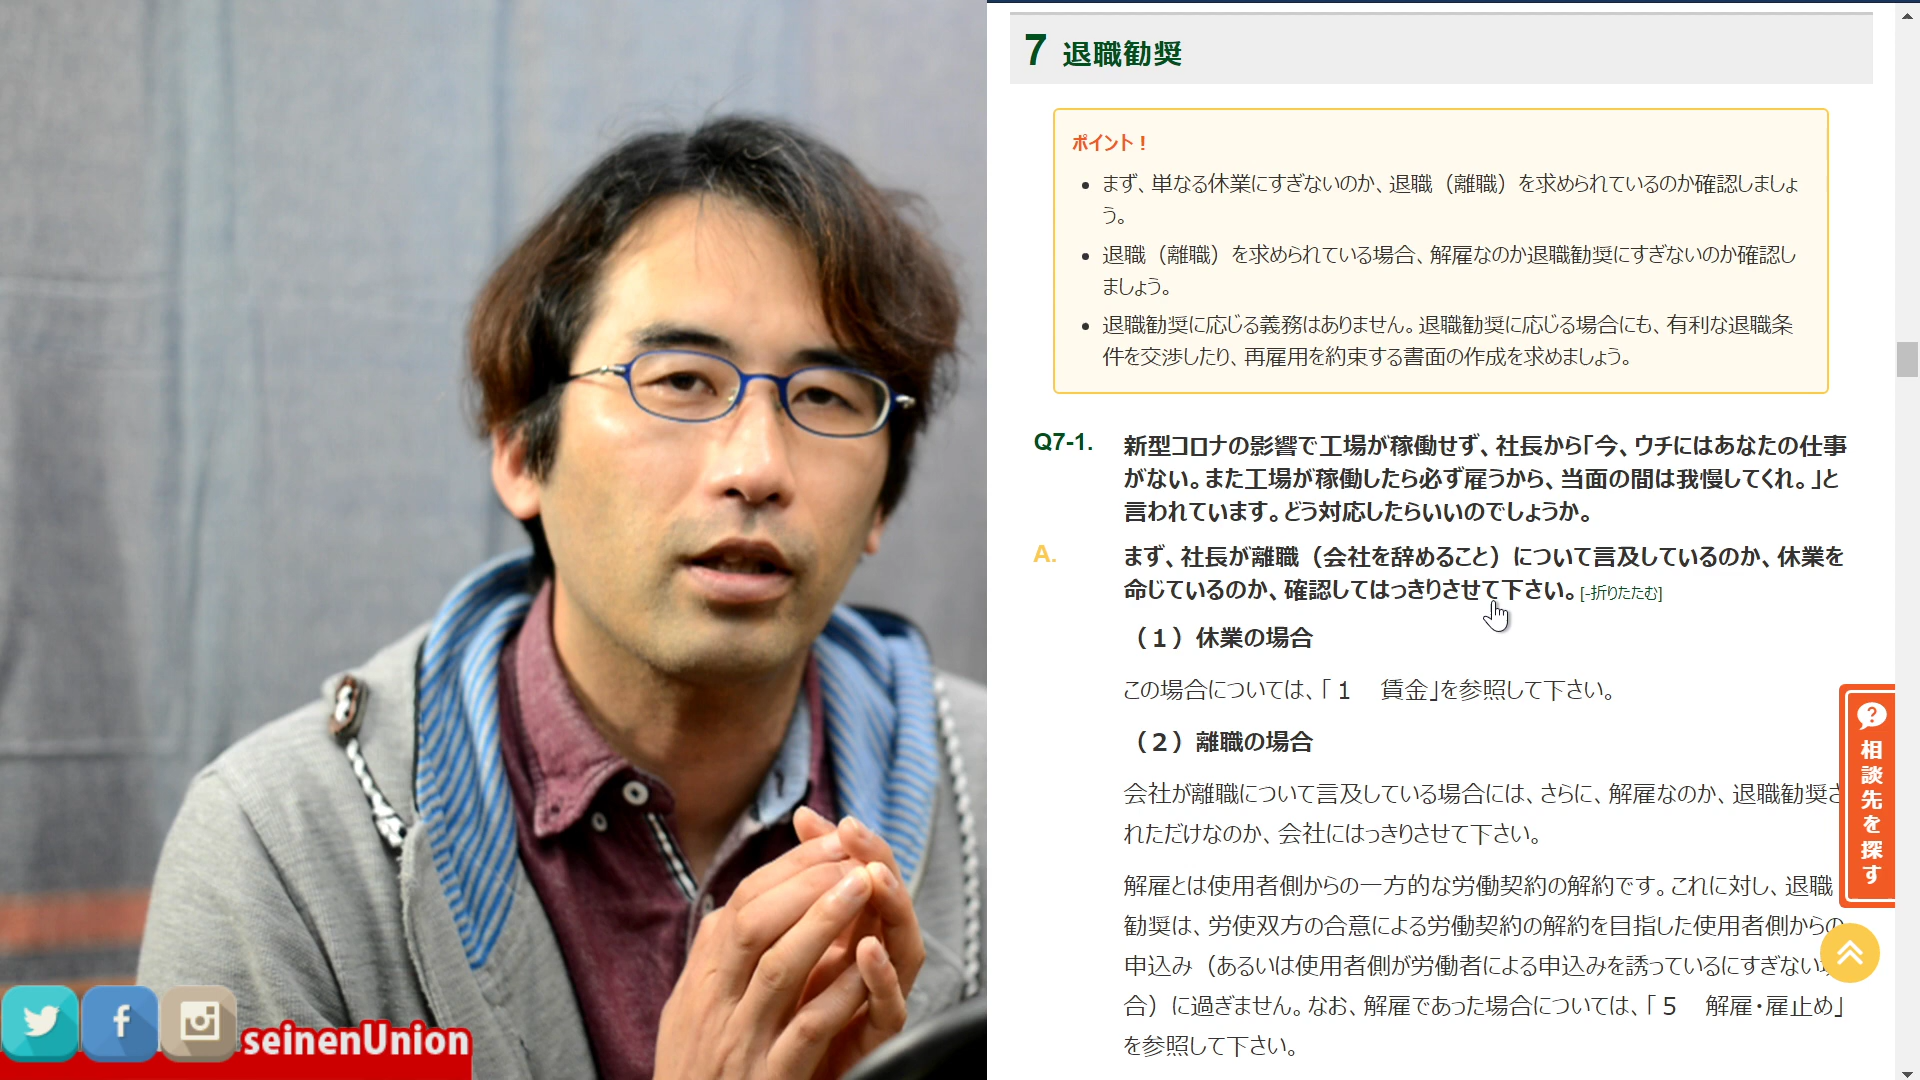 7 退職勧奨
ポイント！
まず、単なる休業にすぎないのか、退職（離職）を求められているのか確認しましょ
う。
退職（離職）を求められている場合、解雇なのか退職勧奨にすぎないのか確認し
ましょう。
退職勧奨に応じる義務はありません。退職勧奨に応じる場合にも、有利な退職条
件を交渉したり、再雇用を約束する書面の作成を求めましょう。
Q7-1. 新型コロナの影響で工場が稼働せず、社長から「今、ウチにはあなたの仕事
がない。また工場が稼働したら必ず雇うから、当面の間は我慢してくれ。」と
言われています。どう対応したらいいのでしょうか。
A. まず、社長が離職（会社を辞めること）について言及しているのか、休業を
命じているのか、確認してはっきりさせて下さい。[-折りたたむ]
（1）休業の場合
この場合については、「１　賃金」を参照して下さい。
（2）離職の場合
会社が離職について言及している場合には、さらに、解雇なのか、退職勧奨さ
れただけなのか、会社にはっきりさせて下さい。
解雇とは使用者側からの一方的な労働契約の解約です。これに対し、退職
勧奨は、労使双方の合意による労働契約の解約を目指した使用者側からの
申込み（あるいは使用者側が労働者による申込みを誘っているにすぎない
合）に過ぎません。なお、解雇であった場合については、「５　解雇・雇止め」
を参照して下さい。
相談先を探す
seinenUnion